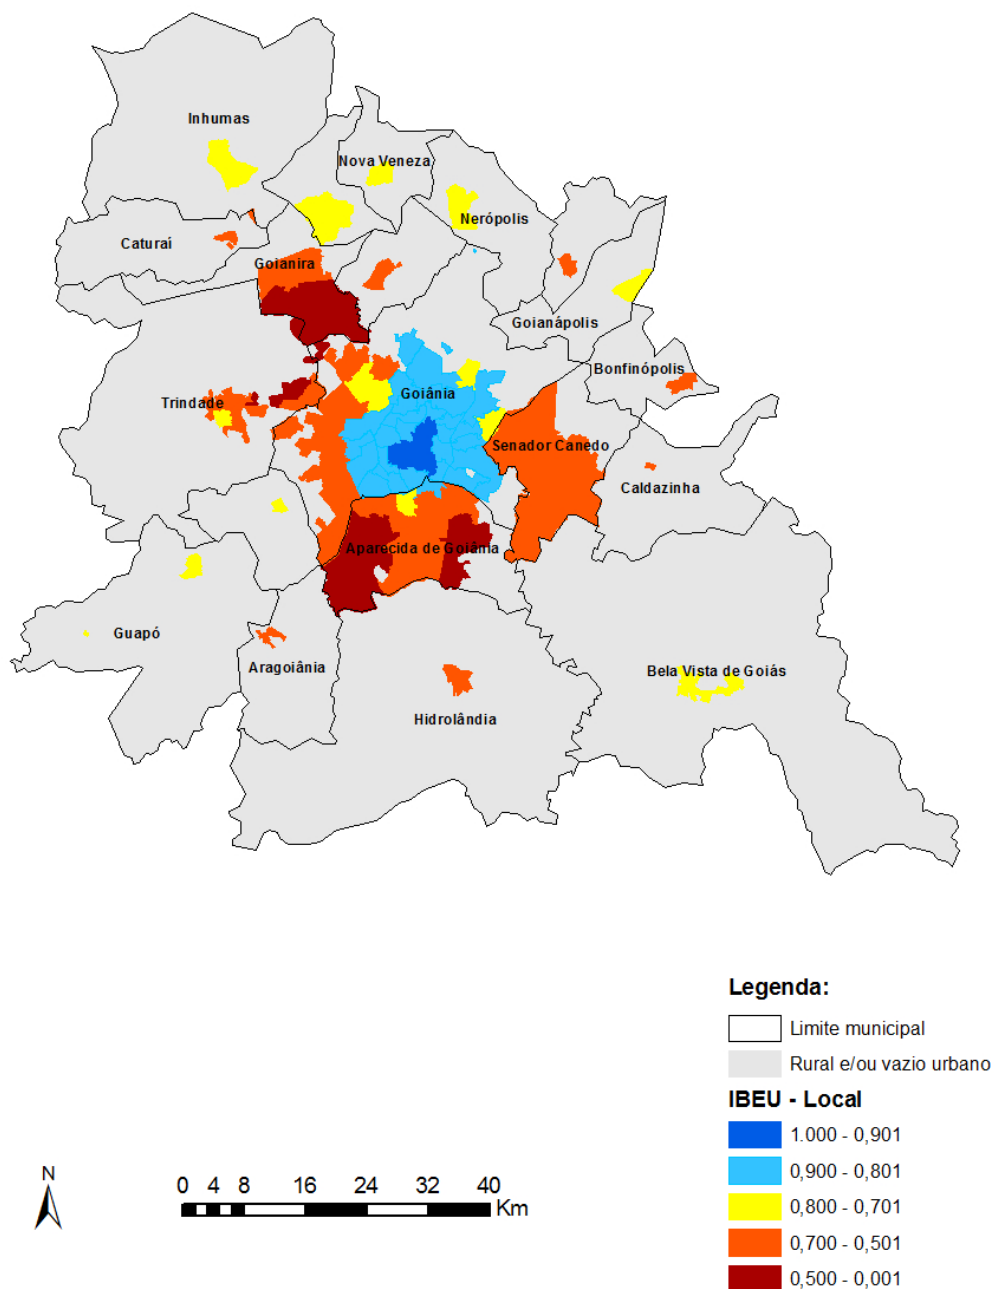 Inhumas
Nova Veneza
Nerópolis
Caturaí
Goianira
Goianápolis
Bonfinópolis
Goiânia
Trindade
Senador Canedo
Caldazinha
Aparecida de Goiânia
Guapó
Aragoiânia
Bela Vista de Goiás
Hidrolândia
Legenda:
Limite municipal
Rural e/ou vazio urbano
IBEU - Local
1.000 - 0,901
0,900 - 0,801
0,800 - 0,701
0,700 - 0,501
0,500 - 0,001
N
0 4 8 16 24 32 40
Km